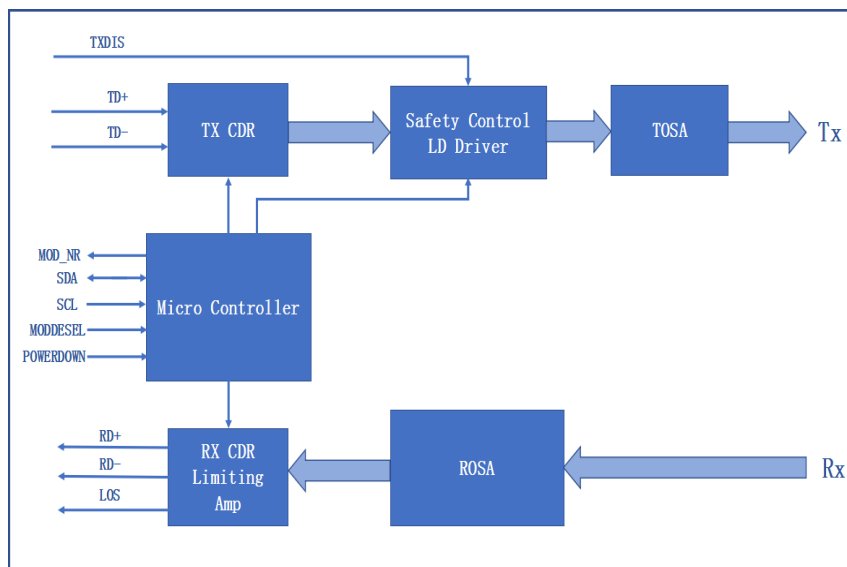 TXDIS
TD+
TD-
TX CDR
Safety Control
LD Driver
TOSA
Tx
MOD_NR
SDA
SCL
MODDESEL
POWERDOWN
Micro Controller
RD+
RD-
LOS
RX CDR
Limiting
Amp
ROSA
Rx